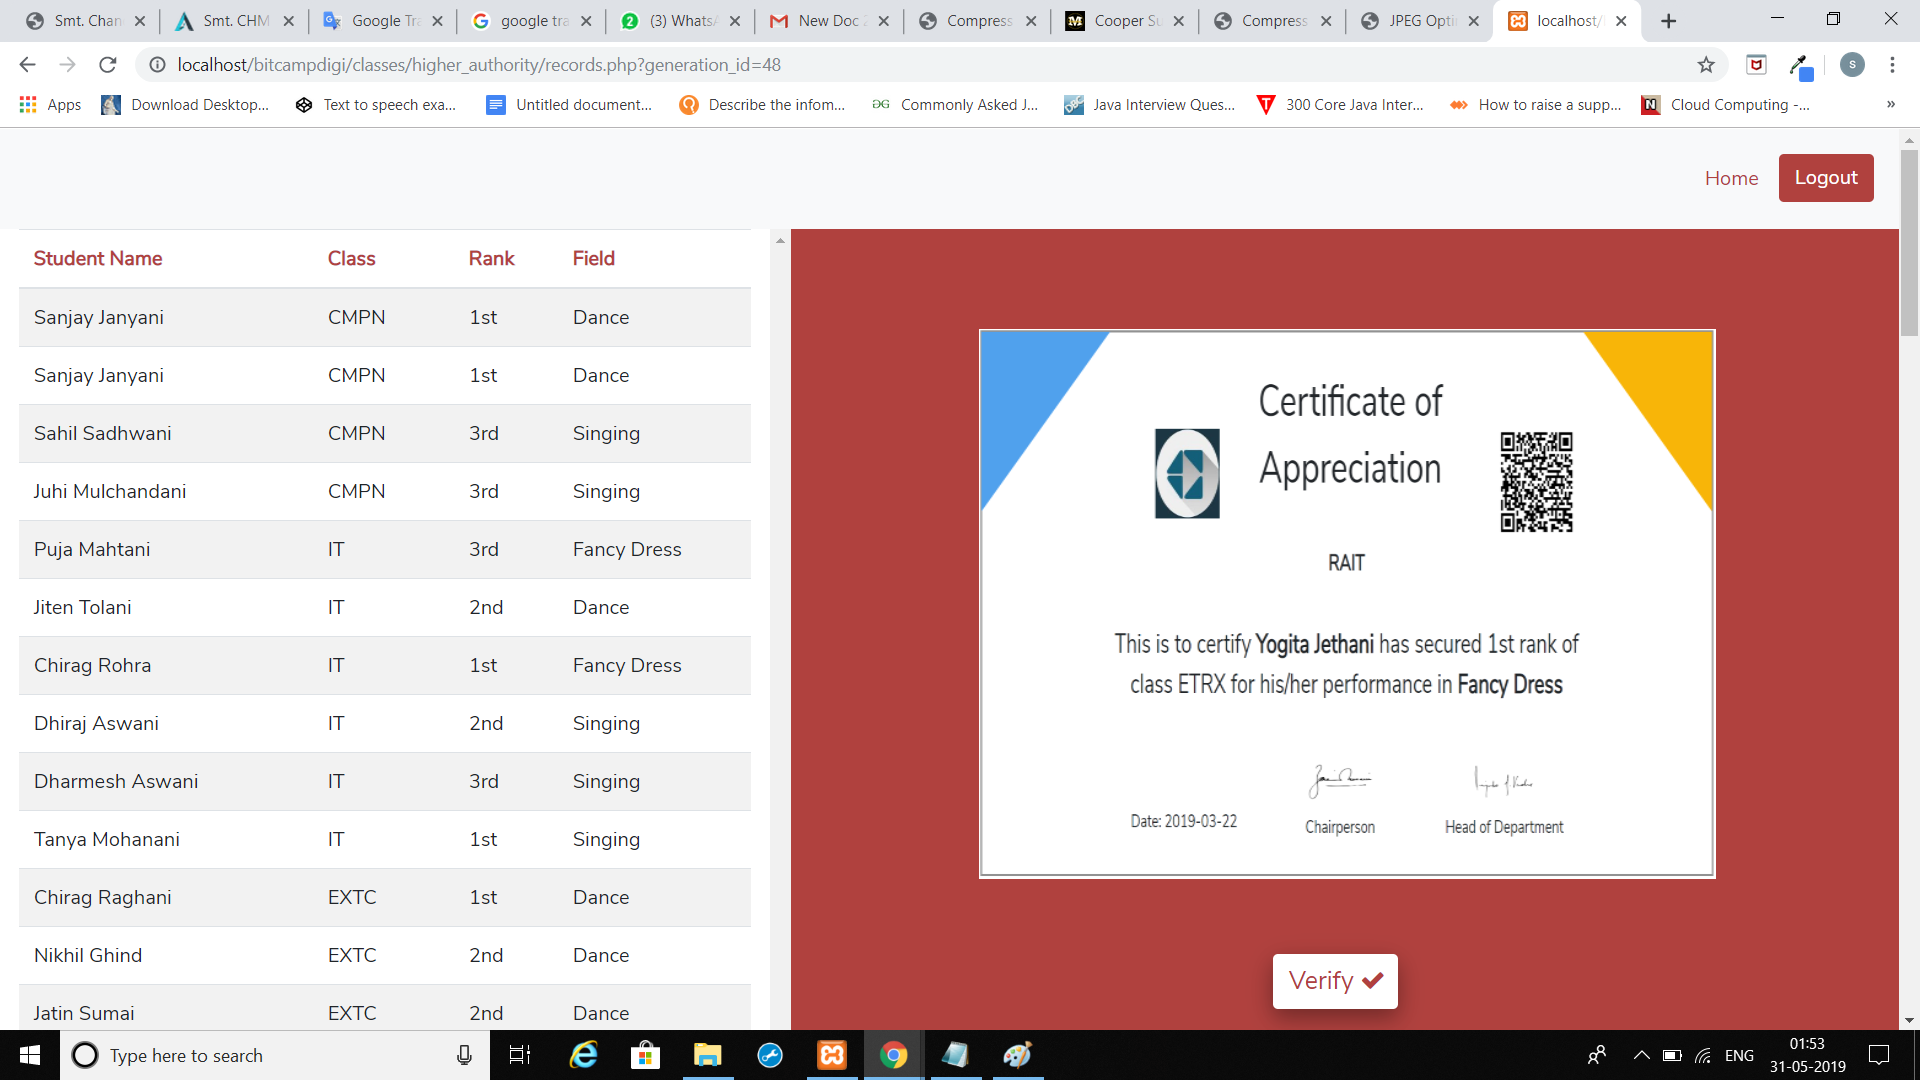 Smt. Chan
Smt. CHM
Google Tra
google tra
(3) WhatsA
New Doc 2
Compress
Cooper Su
Compress
JPEG Opti
localhost/
localhost/bitcampdigi/classes/higher_authority/records.php?generation_id=48
S
Apps
Download Desktop...
Text to speech exa...
Untitled document...
Describe the infom...
Commonly Asked J...
Java Interview Ques...
300 Core Java Inter...
How to raise a supp...
Cloud Computing -...
»
Home
Logout
Student Name Class Rank Field
Sanjay Janyani CMPN 1st Dance
Sanjay Janyani CMPN 1st Dance
Sahil Sadhwani CMPN 3rd Singing
Juhi Mulchandani CMPN 3rd Singing
Puja Mahtani IT 3rd Fancy Dress
Jiten Tolani IT 2nd Dance
Chirag Rohra IT 1st Fancy Dress
Dhiraj Aswani IT 2nd Singing
Dharmesh Aswani IT 3rd Singing
Tanya Mohanani IT 1st Singing
Chirag Raghani EXTC 1st Dance
Nikhil Ghind EXTC 2nd Dance
Jatin Sumai EXTC 2nd Dance
Certificate of
Appreciation
RAIT
This is to certify Yogita Jethani has secured 1st rank of
class ETRX for his/her performance in Fancy Dress
Date: 2019-03-22
Chairperson
Head of Department
Verify
Type here to search
ENG
01:53
31-05-2019